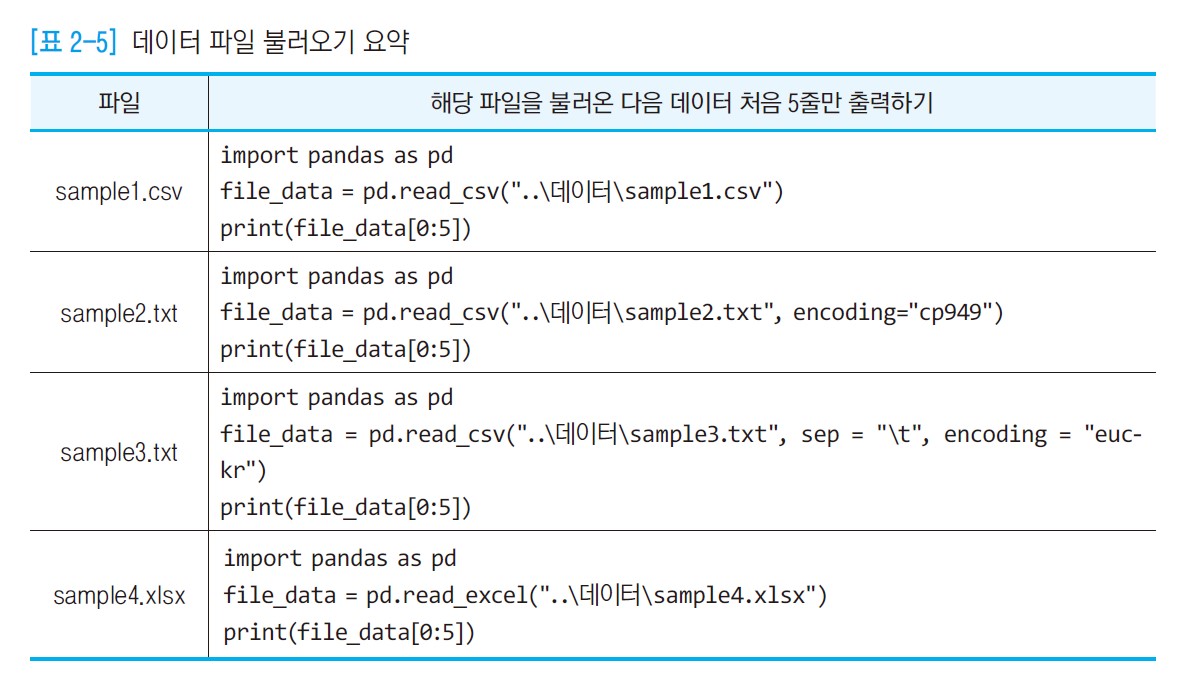 [표 2-5] 데이터 파일 불러오기 요약
파일 해당 파일을 불러온 다음 데이터 처음 5줄만 출력하기
sample1.csv
import pandas as pd
file_data = pd.read_csv("..\데이터\sample1.csv")
print(file_data[0:5])
sample2.txt
import pandas as pd
file_data = pd.read_csv("..\데이터\sample2.txt", encoding="cp949")
print(file_data[0:5])
sample3.txt
import pandas as pd
file_data = pd.read_csv("..\데이터\sample3.txt", sep = "\t", encoding = "euc-
kr")
print(file_data[0:5])
sample4.xlsx
import pandas as pd
file_data = pd.read_excel("..\데이터\sample4.xlsx")
print(file_data[0:5])